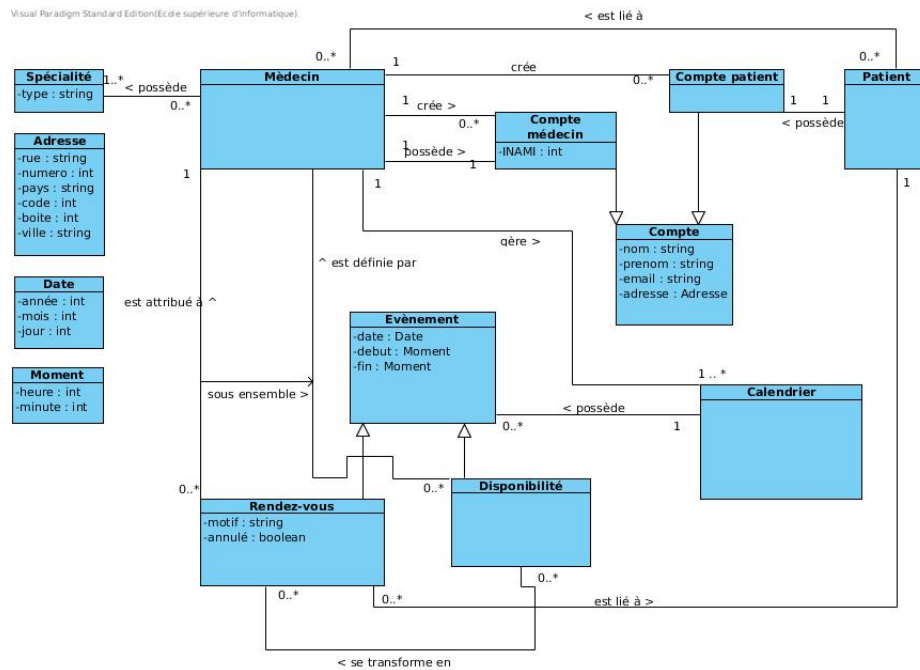 Visual Paradigm Standard Edition(Ecole supérieure d'Informatique)
< est lié à
0..*
0..*
Spécialité
-type : string
1..*
< possède
0..*
Mèdecin
1
crée
0..*
Compte patient
1
1
< possède
Patient
1
crée >
0..*
Compte
médecin
-INAMI : int
1
possède >
1
Adresse
-rue : string
-numero : int
-pays : string
-code : int
-boite : int
-ville : string
1
1
1
gère >
Compte
-nom : string
-prenom : string
-email : string
-adresse : Adresse
^ est définie par
Date
-année : int
-mois : int
-jour : int
est attribué à ^
Evènement
-date : Date
-debut : Moment
-fin : Moment
Moment
-heure : int
-minute : int
sous ensemble >
1 .. *
Calendrier
< possède
0..*
1
0..*
0..*
Disponibilité
Rendez-vous
-motif : string
-annulé : boolean
0..*
0..*
0..*
est lié à >
< se transforme en